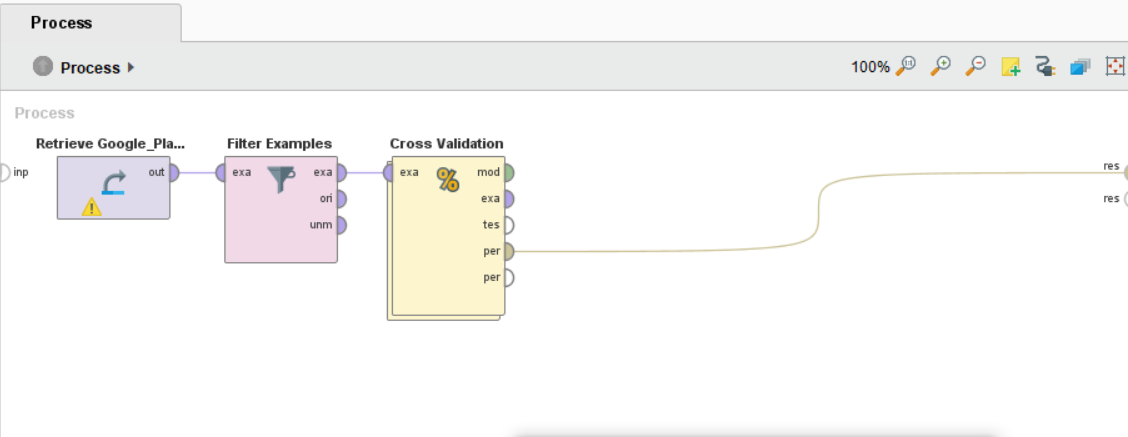 Process
Process
100%
Process
Retrieve Google_Pla...
Filter Examples
Cross Validation
inp
out
exa
exa
ori
unm
exa
%
mod
exa
tes
per
per
res
res